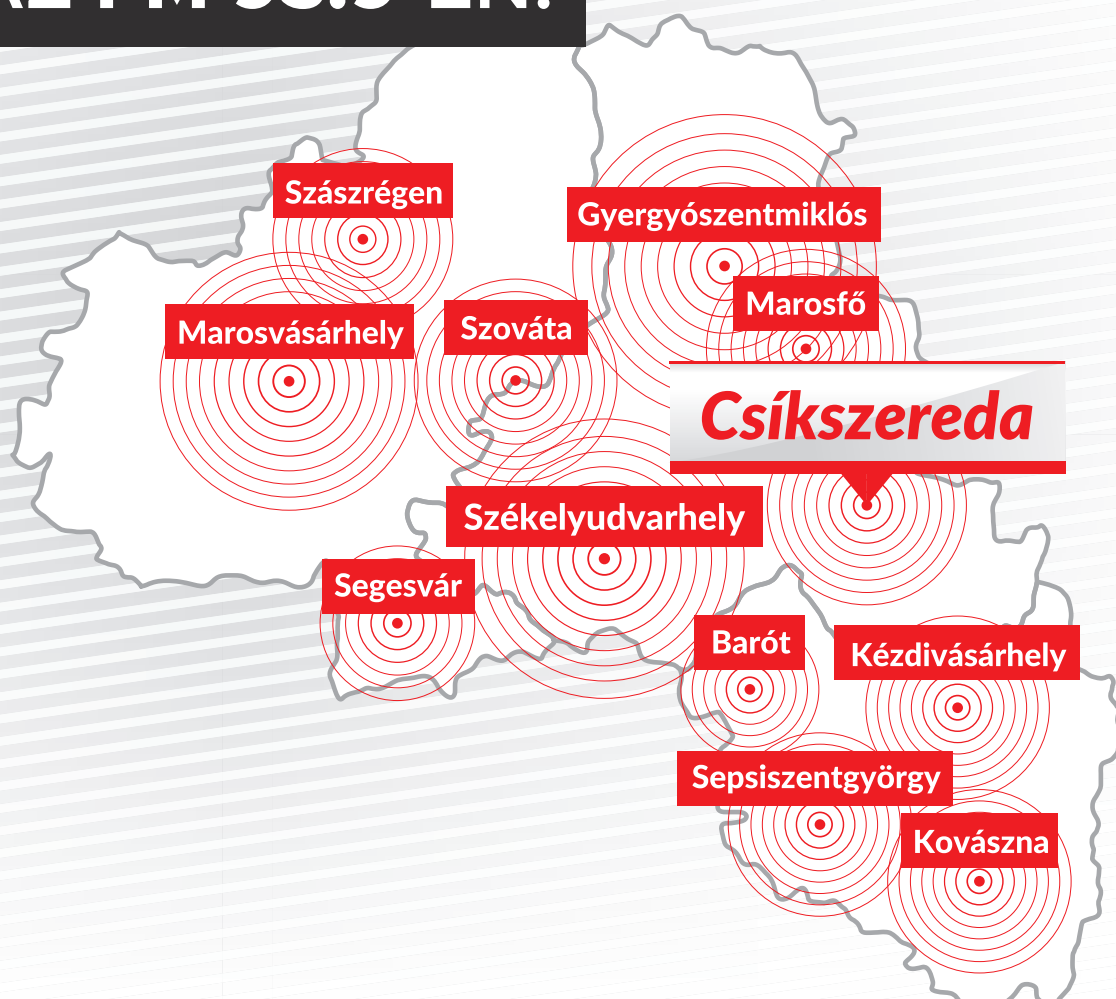 Szászrégen
Gyergyószentmiklós
Marosfő
Marosvásárhely
Szováta
Csíkszereda
Székelyudvarhely
Segesvár
Barót
Kézdivásárhely
Sepsiszentgyörgy
Kovászna